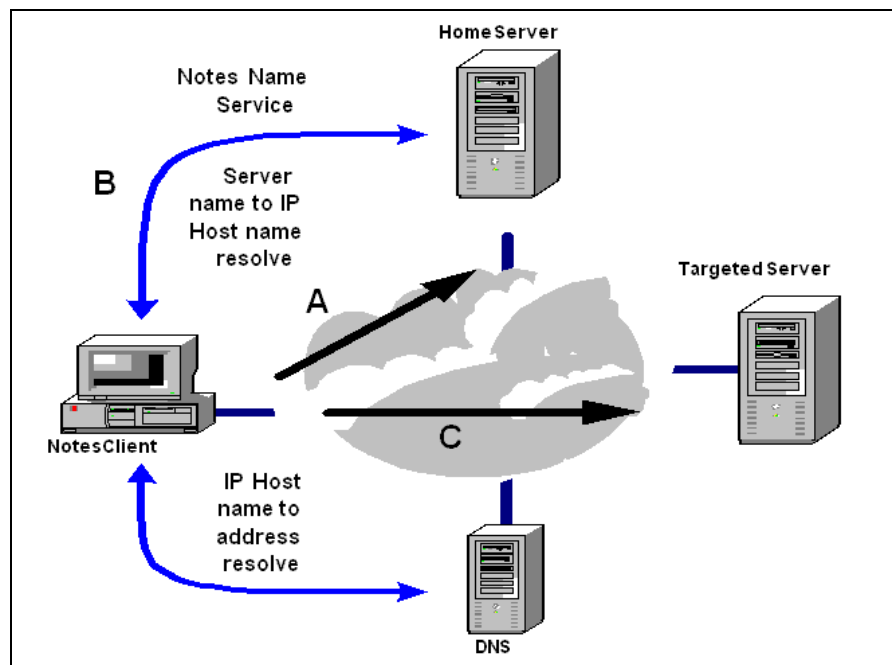 HomeServer
Notes Name
Service
B
Server
name to IP
Host name
resolve
A
Targeted Server
NotesClient
C
IP Host
name to
address
resolve
DNS